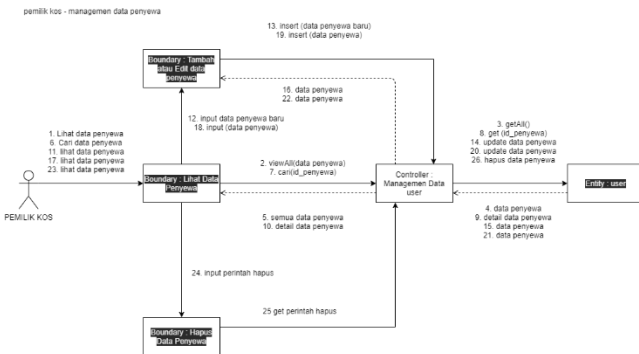 pemilik kos - managemen data penyewa
13. insert (data penyewa baru)
19. insert (data penyewa)
Boundary : Tambah
atau Edit data
penyewa
16. data penyewa
22. data penyewa
12. input data penyewa baru
18. input (data penyewa)
1. Lihat data penyewa
6. Cari data penyewa
11. lihat data penyewa
17. lihat data penyewa
23. lihat data penyewa
2. viewAll(data penyewa)
7. cari(id_penyewa)
3. getAll()
8. get (id_penyewa)
14. update data penyewa
20. update data penyewa
26. hapus data penyewa
PEMILIK KOS
Boundary : Lihat Data
Penyewa
Controller :
Managemen Data
user
Entity : user
5. semua data penyewa
10. detail data penyewa
4. data penyewa
9. detail data penyewa
15. data penyewa
21. data penyewa
24. input perintah hapus
25 get perintah hapus
Boundary : Hapus
Data Penyewa